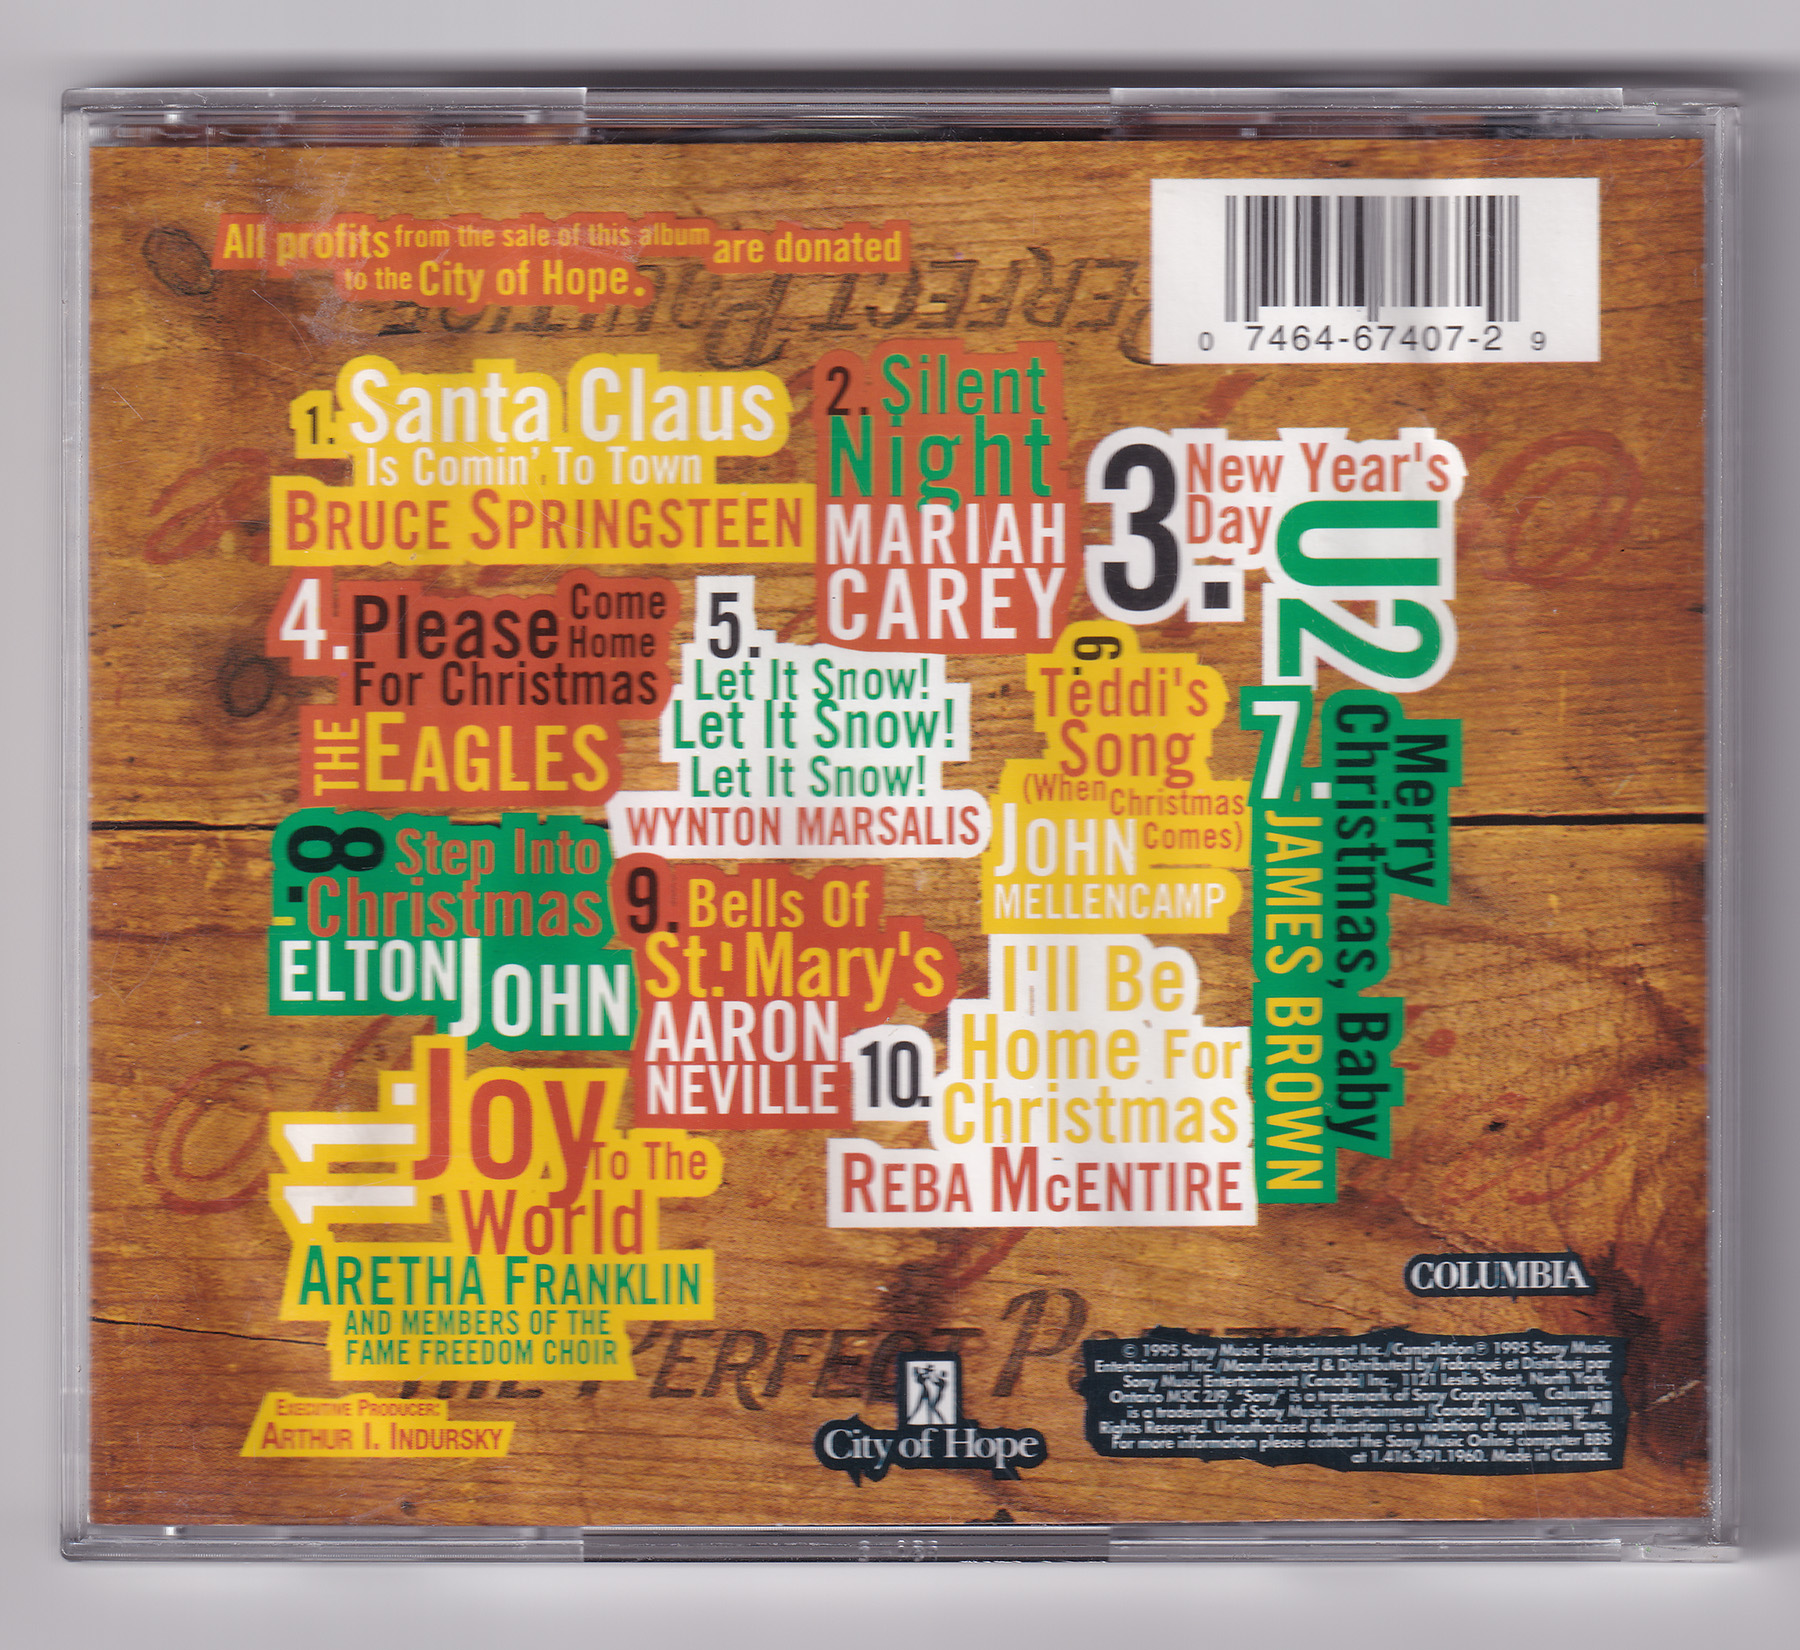 All profits from the sale of this album are donated
to the City of Hope.
0 7464-67407-2 9
1. Santa Claus
Is Comin' To Town
BRUCE SPRINGSTEEN
2. Silent
Night
MARIAH
CAREY
3. New Year's
Day
U2
4. Please Come Home
For Christmas
THE EAGLES
5.
Let It Snow!
Let It Snow!
Let It Snow!
WYNTON MARSALIS
6.
Teddi's
Song
(When Christmas
Comes)
JOHN
MELLENCAMP
7. Merry
Christmas, Baby
JAMES BROWN
8. Step Into
Christmas
ELTON JOHN
9. Bells Of
St. Mary's
AARON
NEVILLE
10. I'll Be
Home For
Christmas
REBA McENTIRE
11. Joy To The
World
ARETHA FRANKLIN
AND MEMBERS OF THE
FAME FREEDOM CHOIR
EXECUTIVE PRODUCER:
ARTHUR I. INDURSKY
City of Hope
COLUMBIA
© 1995 Sony Music Entertainment Inc./Compilation ℗ 1995 Sony Music
Entertainment Inc./Manufactured & Distributed by/Fabriqué et Distribué par
Sony Music Entertainment (Canada) Inc., 1121 Leslie Street, North York,
Ontario M3C 2J9. "Sony" is a trademark of Sony Corporation. Columbia
is a trademark of Sony Music Entertainment (Canada) Inc. Warning: All
Rights Reserved. Unauthorized duplication is a violation of applicable laws.
For more information please contact the Sony Music Online computer BBS
at 1.416.391.1960. Made in Canada.